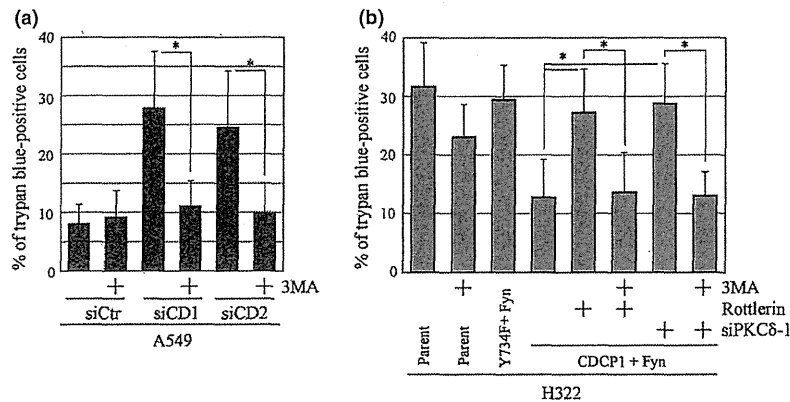 (a)
% of trypan blue-positive cells
40
30
20
10
0
*
*
+ + + 3MA
siCtr siCD1 siCD2
A549
(b)
% of trypan blue-positive cells
40
30
20
10
0
* * *
+ + + 3MA
+ + Rottlerin
+ + siPKCδ-1
Parent
Parent
Y734F+ Fyn
CDCP1 + Fyn
H322